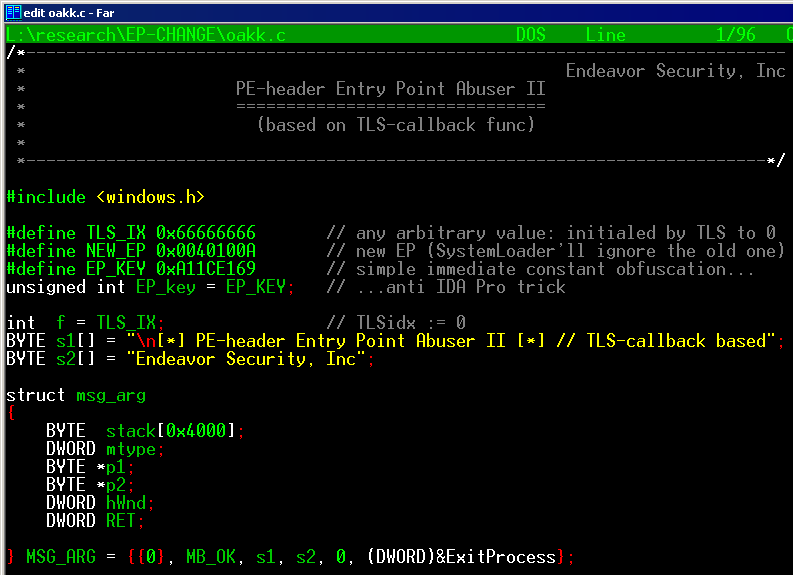 edit oakk.c - Far
L:\research\EP-CHANGE\oakk.c DOS Line 1/96
/*----------------------------------------------------------------------------
 * Endeavor Security, Inc
 * PE-header Entry Point Abuser II
 * ===============================
 * (based on TLS-callback func)
 *
 *--------------------------------------------------------------------------*/
#include <windows.h>
#define TLS_IX 0x66666666 // any arbitrary value: initialed by TLS to 0
#define NEW_EP 0x0040100A // new EP (SystemLoader'll ignore the old one)
#define EP_KEY 0xA11CE169 // simple immediate constant obfuscation...
unsigned int EP_key = EP_KEY; // ...anti IDA Pro trick
int f = TLS_IX; // TLSidx := 0
BYTE s1[] = "\n[*] PE-header Entry Point Abuser II [*] // TLS-callback based";
BYTE s2[] = "Endeavor Security, Inc";
struct msg_arg
{
BYTE stack[0x4000];
DWORD mtype;
BYTE *p1;
BYTE *p2;
DWORD hWnd;
DWORD RET;
} MSG_ARG = {{0}, MB_OK, s1, s2, 0, (DWORD)&ExitProcess};